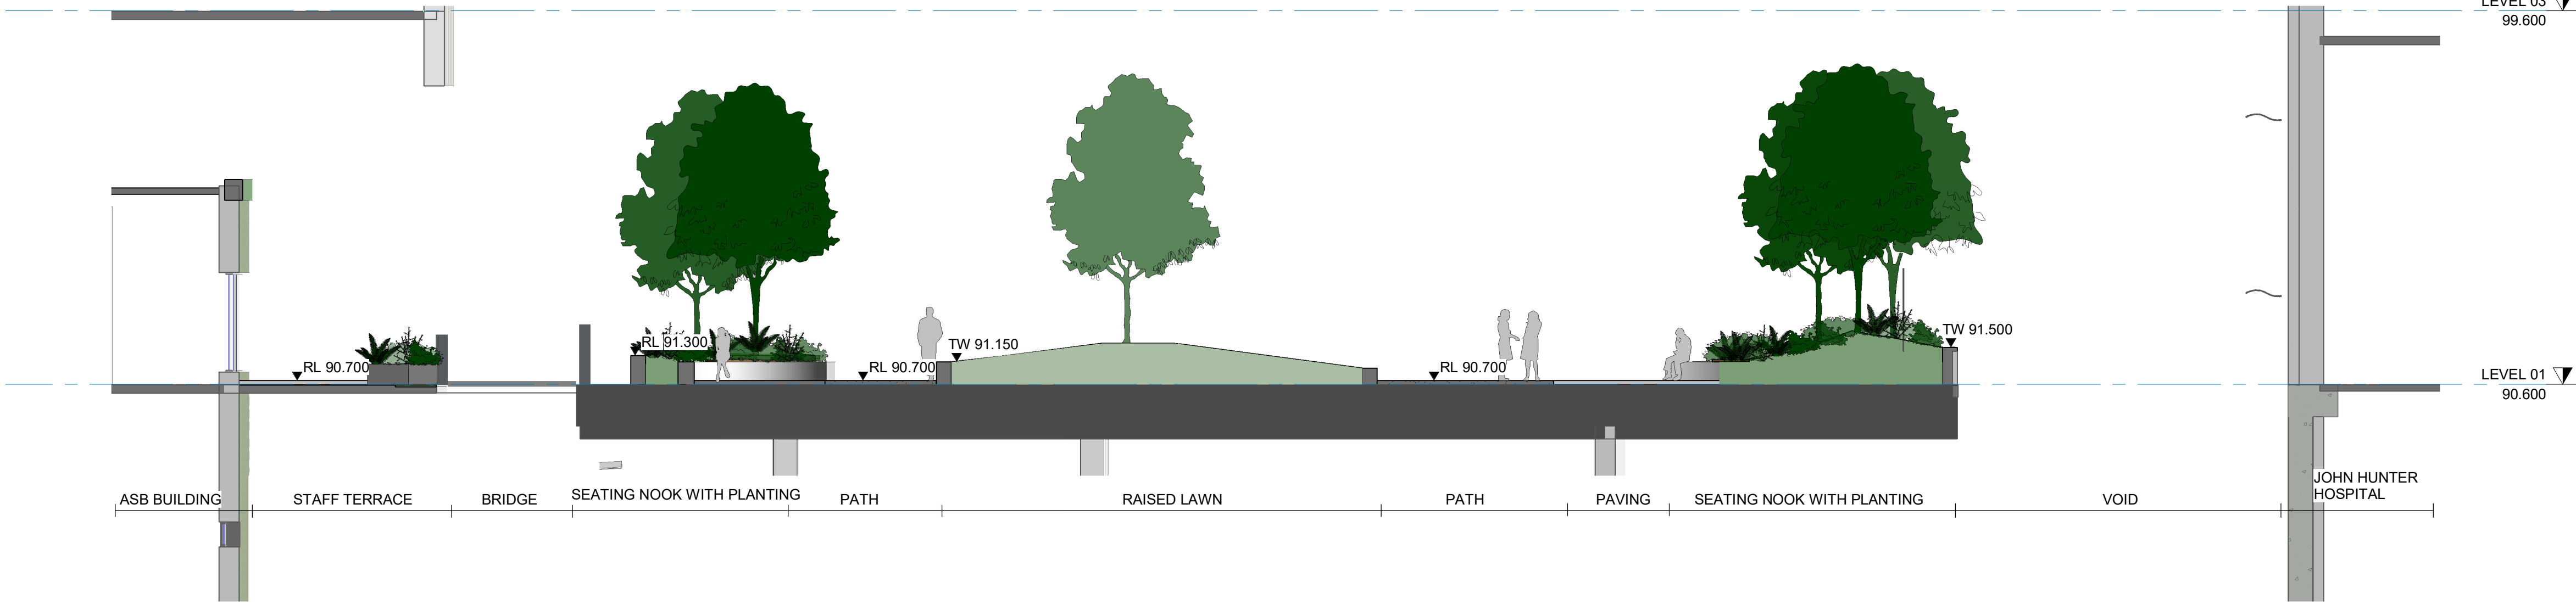 LEVEL 03
99.600
RL 91.300
TW 91.500
TW 91.150
RL 90.700
RL 90.700
RL 90.700
LEVEL 01
90.600
ASB BUILDING
STAFF TERRACE
BRIDGE
SEATING NOOK WITH PLANTING
PATH
RAISED LAWN
PATH
PAVING
SEATING NOOK WITH PLANTING
VOID
JOHN HUNTER
HOSPITAL